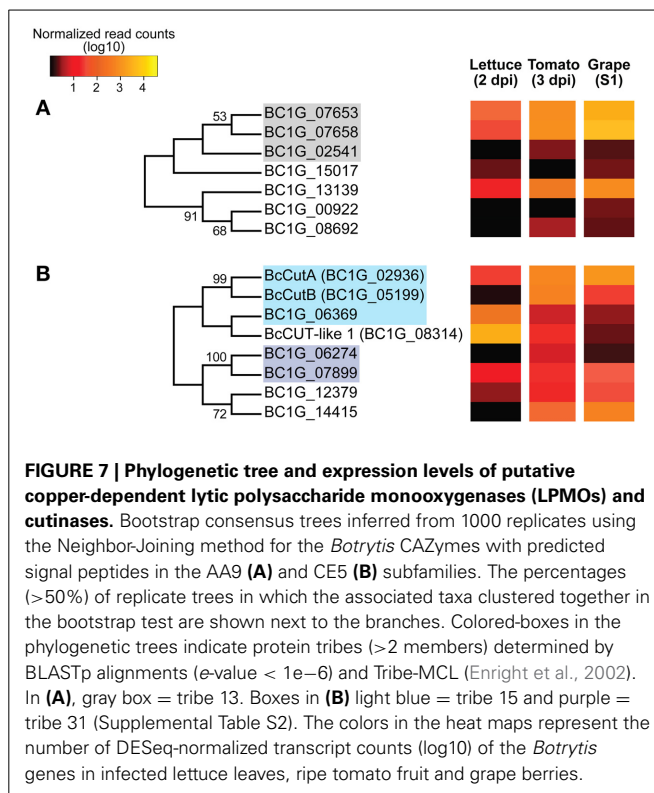 Normalized read counts
(log10)
1 2 3 4
Lettuce Tomato Grape
(2 dpi) (3 dpi) (S1)
A
53
BC1G_07653
BC1G_07658
BC1G_02541
BC1G_15017
BC1G_13139
91
BC1G_00922
68
BC1G_08692
B
99
BcCutA (BC1G_02936)
BcCutB (BC1G_05199)
BC1G_06369
BcCUT-like 1 (BC1G_08314)
100
BC1G_06274
BC1G_07899
BC1G_12379
72
BC1G_14415
FIGURE 7 | Phylogenetic tree and expression levels of putative
copper-dependent lytic polysaccharide monooxygenases (LPMOs) and
cutinases. Bootstrap consensus trees inferred from 1000 replicates using
the Neighbor-Joining method for the Botrytis CAZymes with predicted
signal peptides in the AA9 (A) and CE5 (B) subfamilies. The percentages
(>50%) of replicate trees in which the associated taxa clustered together in
the bootstrap test are shown next to the branches. Colored-boxes in the
phylogenetic trees indicate protein tribes (>2 members) determined by
BLASTp alignments (e-value < 1e−6) and Tribe-MCL (Enright et al., 2002).
In (A), gray box = tribe 13. Boxes in (B) light blue = tribe 15 and purple =
tribe 31 (Supplemental Table S2). The colors in the heat maps represent the
number of DESeq-normalized transcript counts (log10) of the Botrytis
genes in infected lettuce leaves, ripe tomato fruit and grape berries.